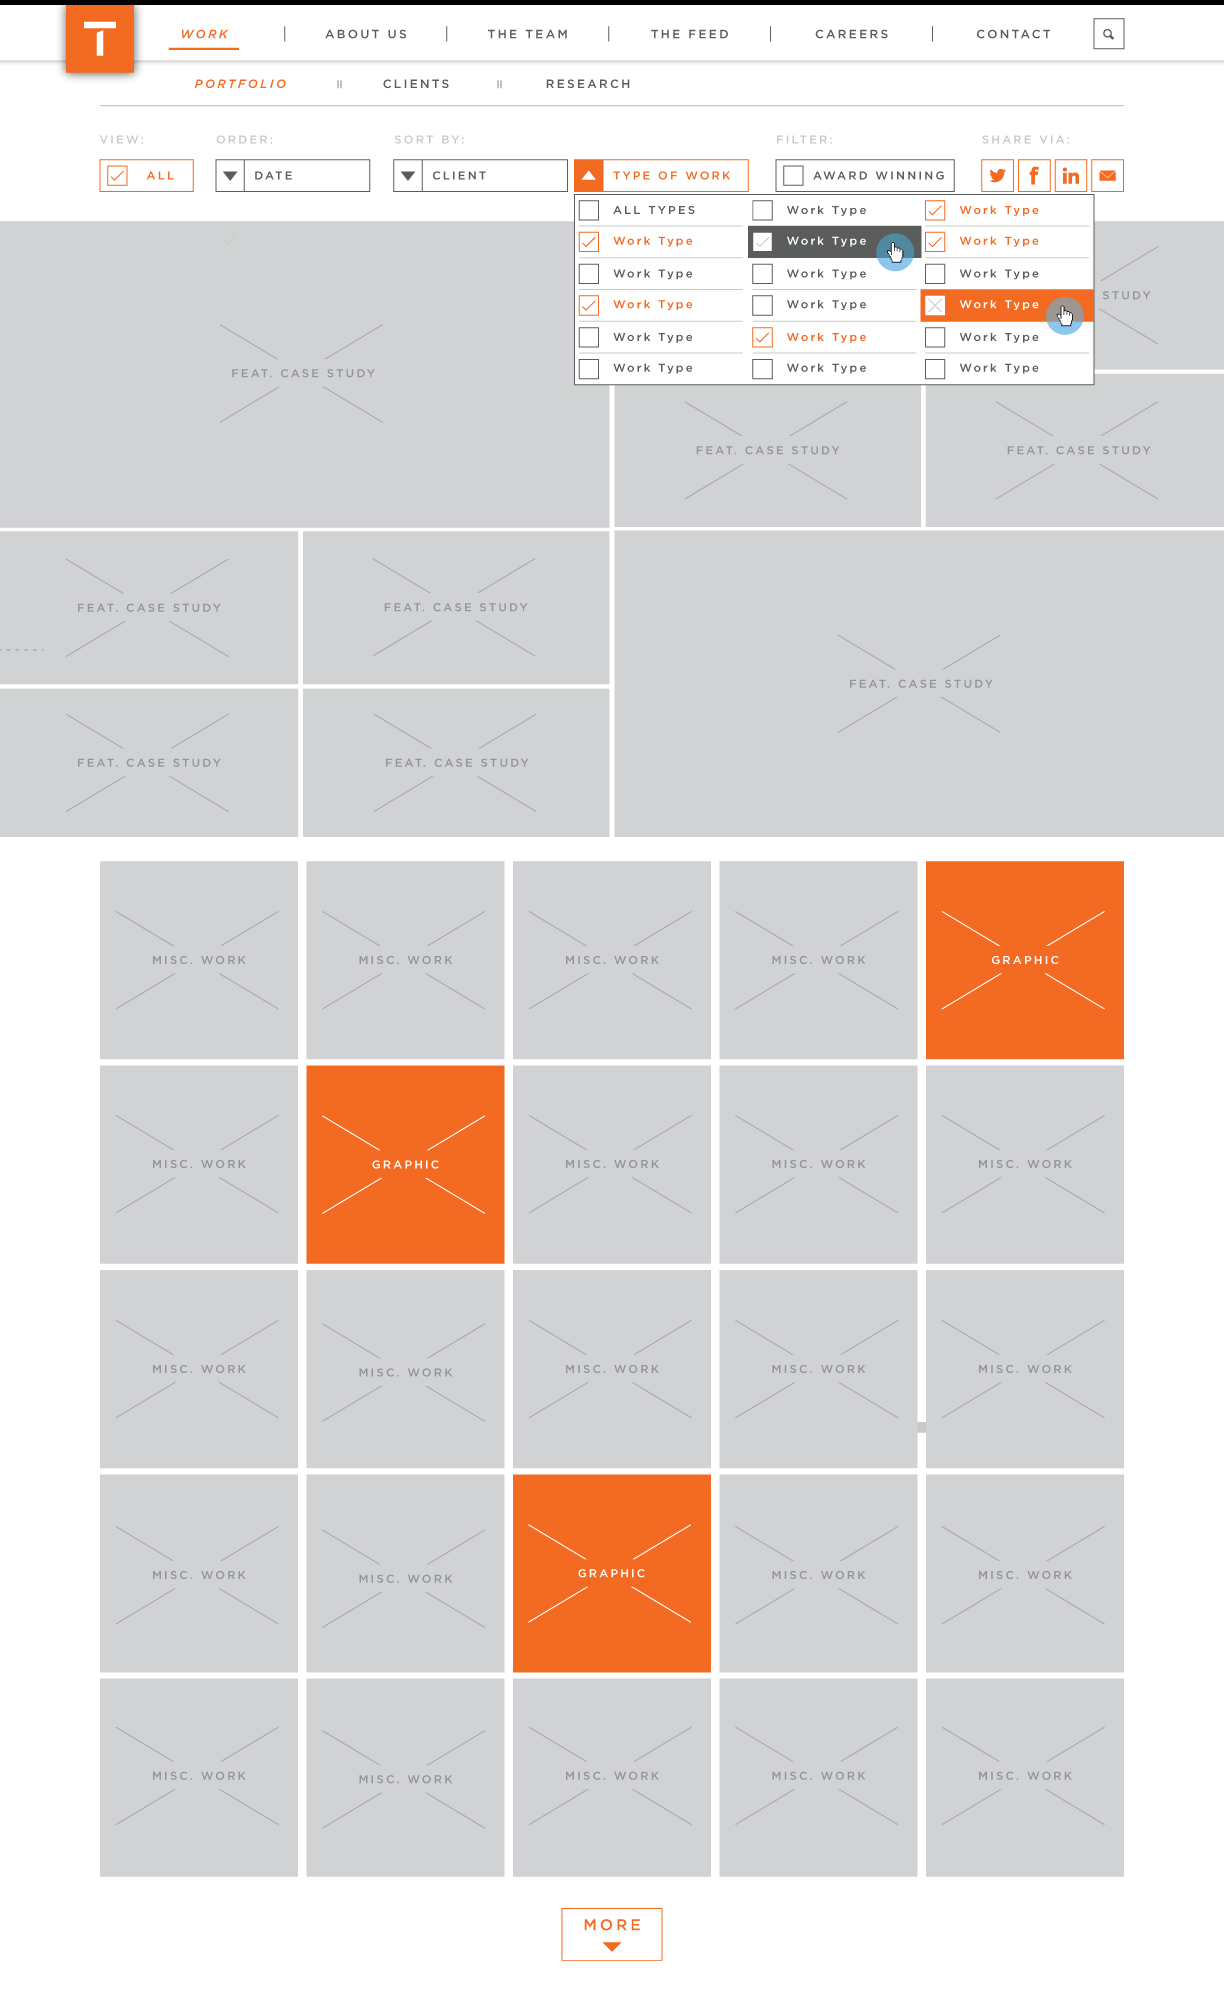 T
WORK | ABOUT US | THE TEAM | THE FEED | CAREERS | CONTACT
PORTFOLIO || CLIENTS || RESEARCH
VIEW: ORDER: SORT BY: FILTER: SHARE VIA:
ALL DATE CLIENT TYPE OF WORK AWARD WINNING f in
ALL TYPES Work Type Work Type
Work Type Work Type Work Type
Work Type Work Type Work Type
Work Type Work Type Work Type
Work Type Work Type Work Type
Work Type Work Type Work Type
STUDY
FEAT. CASE STUDY
FEAT. CASE STUDY FEAT. CASE STUDY
FEAT. CASE STUDY FEAT. CASE STUDY
FEAT. CASE STUDY
FEAT. CASE STUDY FEAT. CASE STUDY
MISC. WORK MISC. WORK MISC. WORK MISC. WORK GRAPHIC
MISC. WORK GRAPHIC MISC. WORK MISC. WORK MISC. WORK
MISC. WORK MISC. WORK MISC. WORK MISC. WORK MISC. WORK
MISC. WORK MISC. WORK GRAPHIC MISC. WORK MISC. WORK
MISC. WORK MISC. WORK MISC. WORK MISC. WORK MISC. WORK
MORE